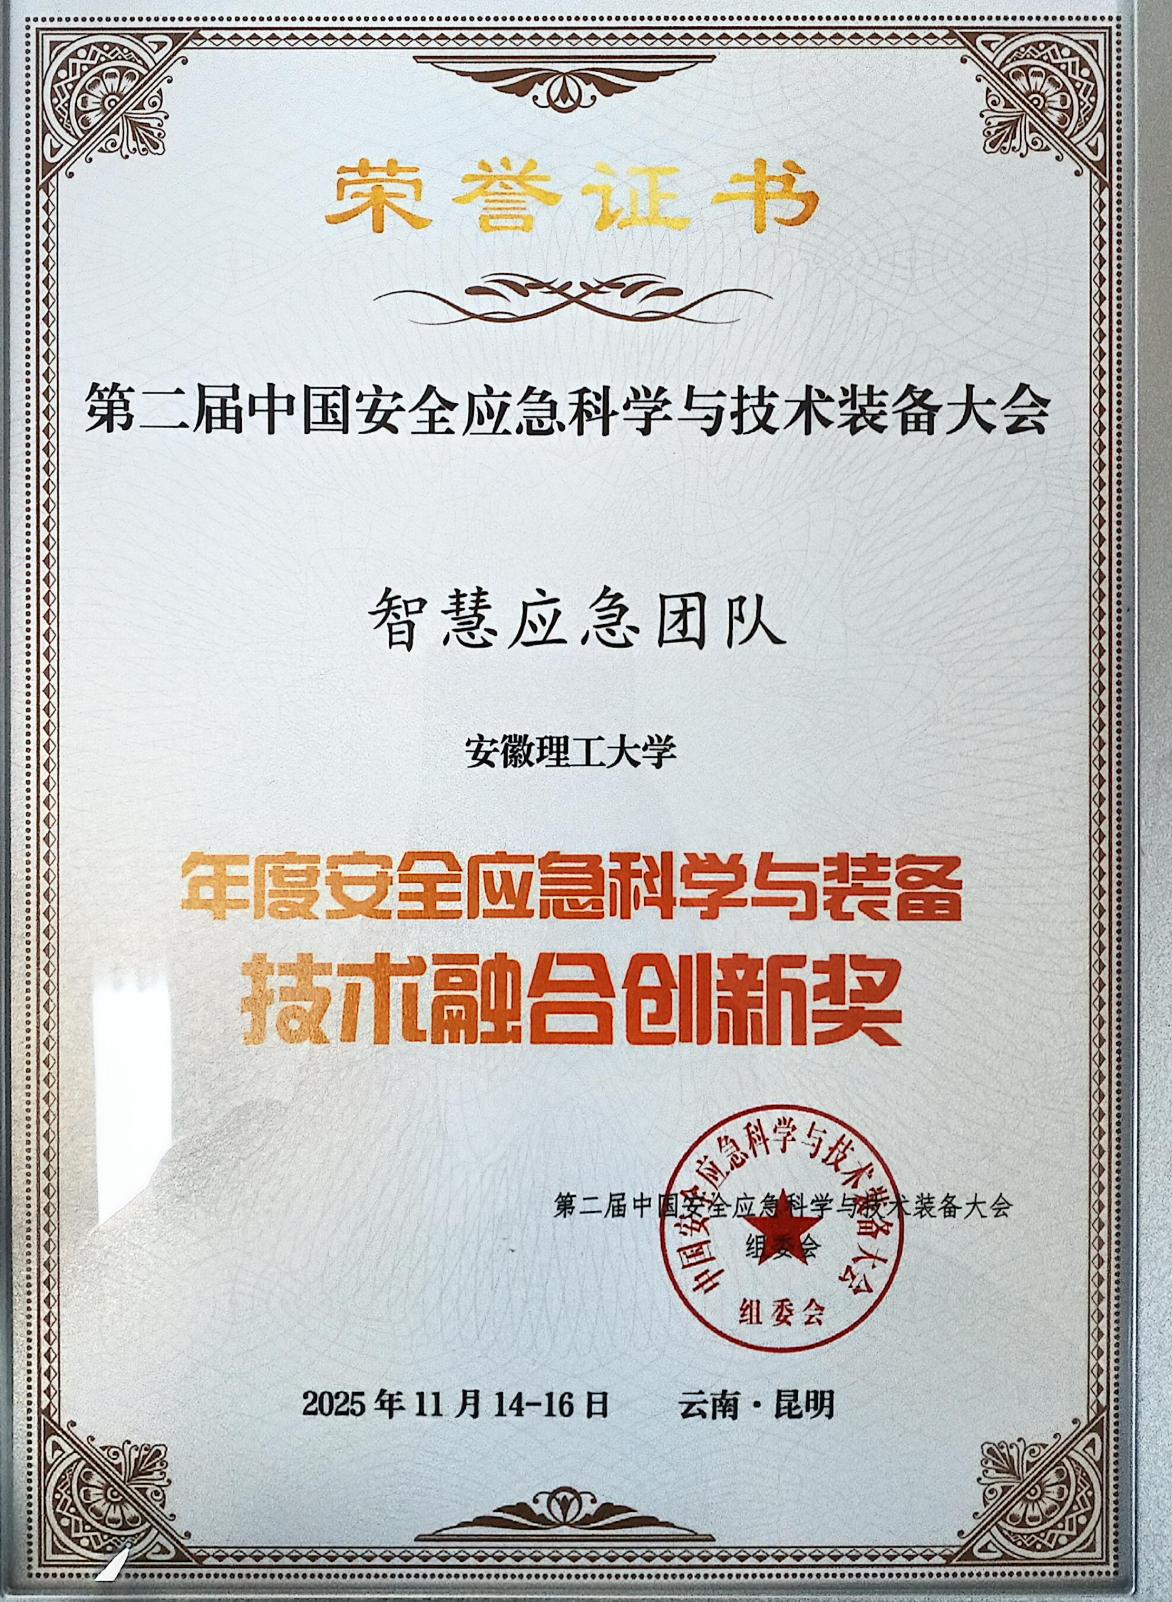 荣誉证书
第二届中国安全应急科学与技术装备大会
智慧应急团队
安徽理工大学
年度安全应急科学与装备
技术融合创新奖
第二届中国安全应急科学与技术装备大会
组委会
中国安全应急科学与技术装备大会
组委会
2025年11月14-16日 云南·昆明